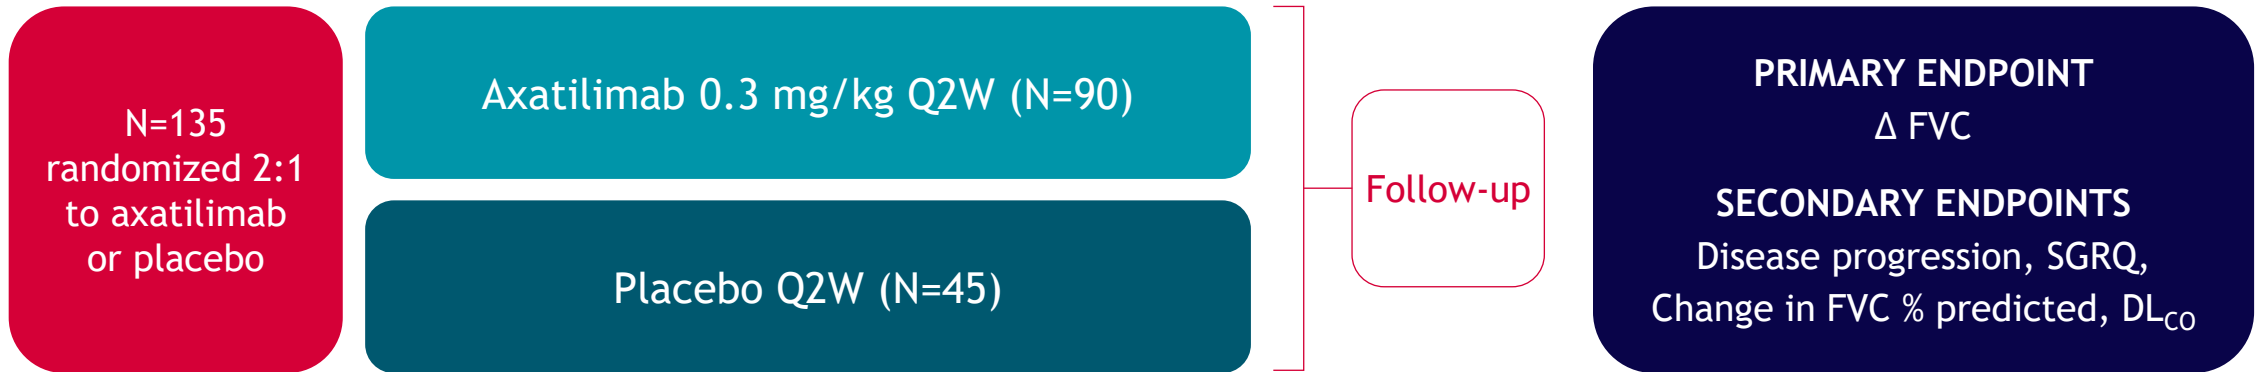 N=135
randomized 2:1
to axatilimab
or placebo
Axatilimab 0.3 mg/kg Q2W (N=90)
Placebo Q2W (N=45)
Follow-up
PRIMARY ENDPOINT
Δ FVC
SECONDARY ENDPOINTS
Disease progression, SGRQ,
Change in FVC % predicted, DLCO